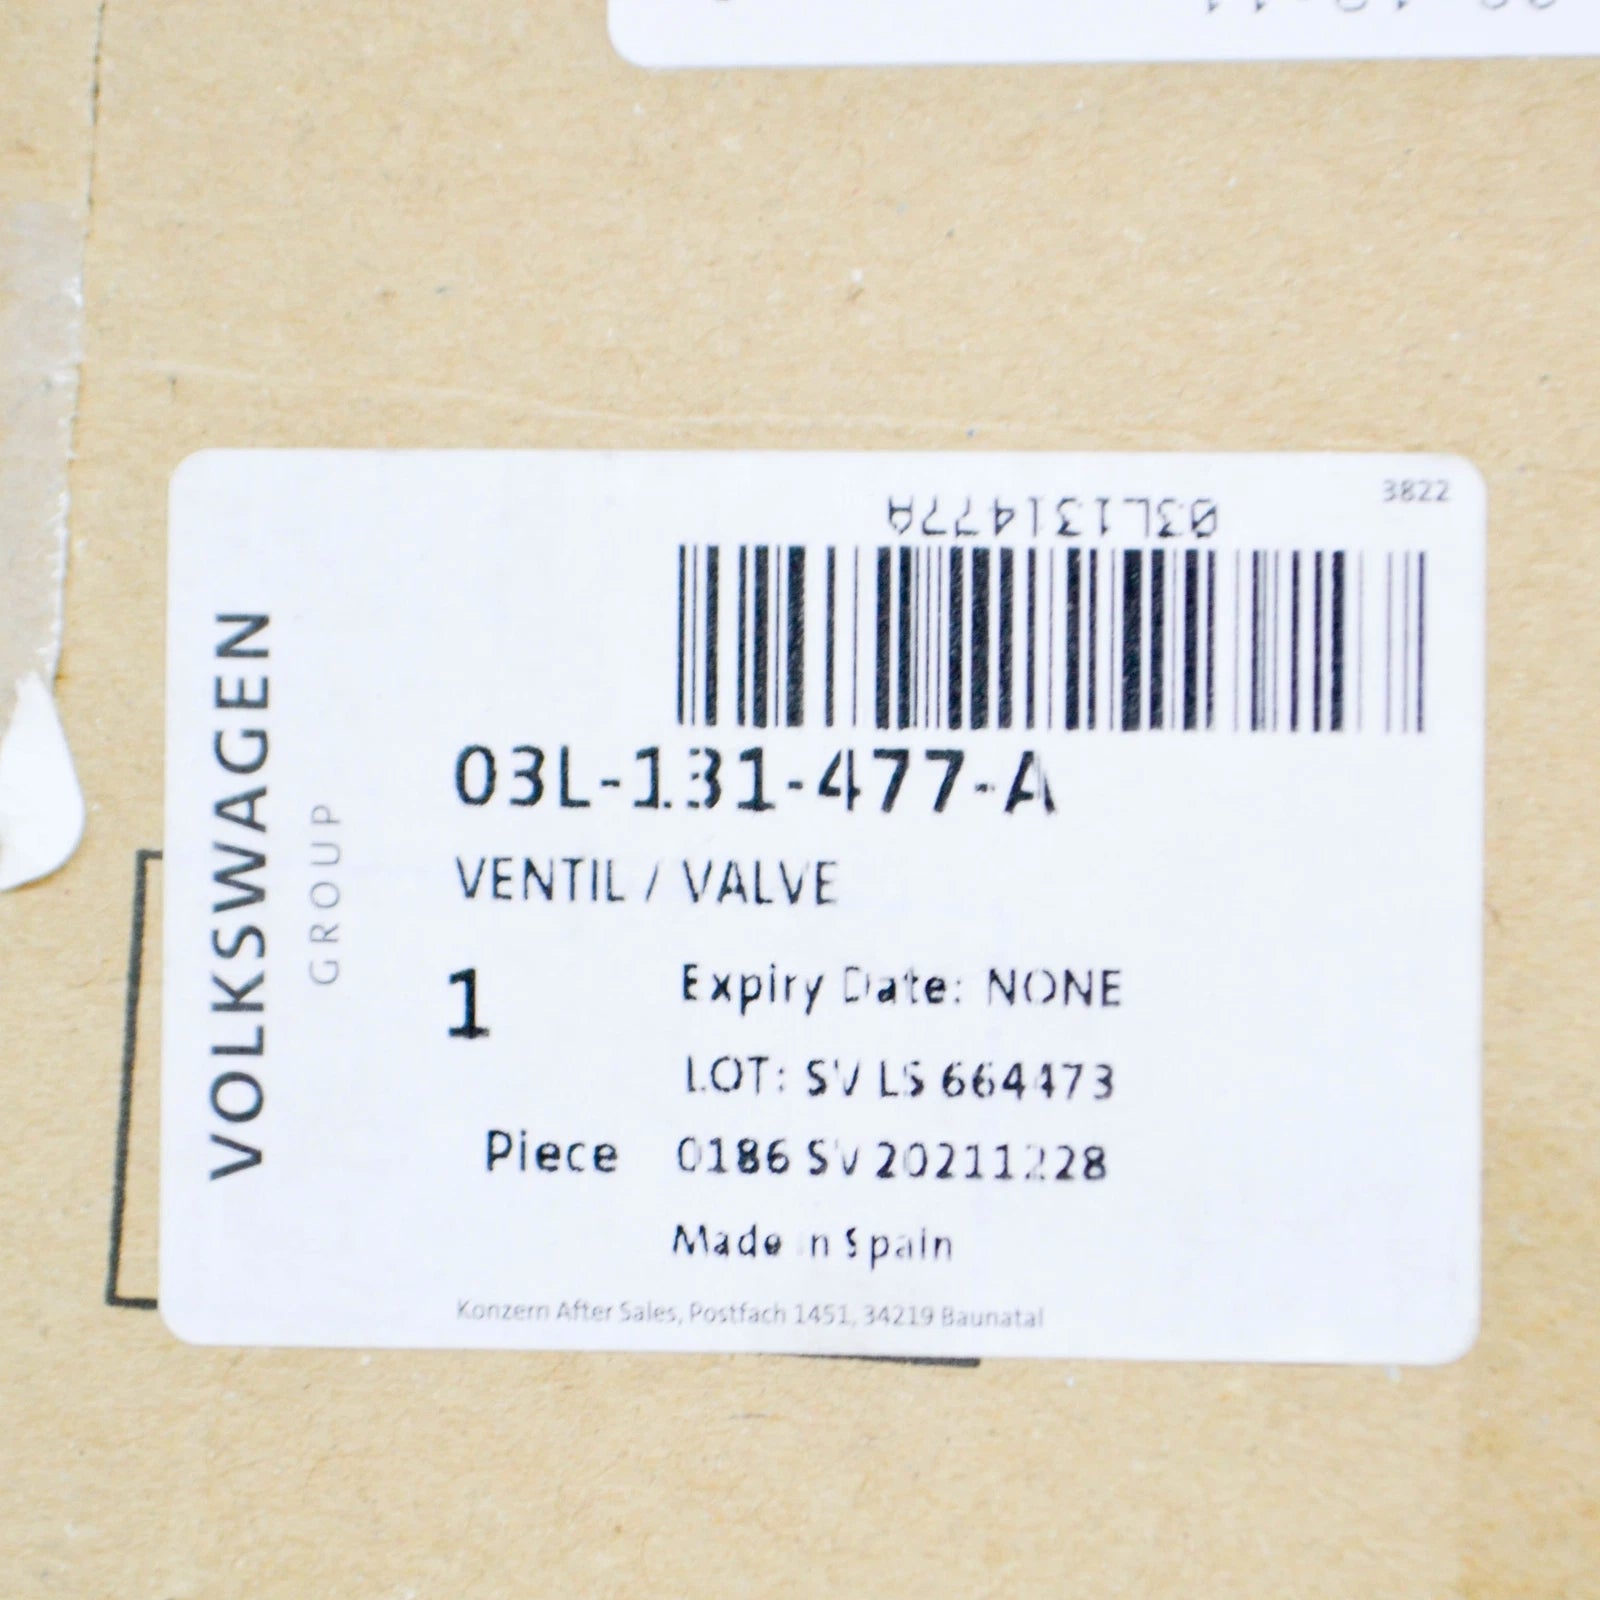 3822
03L131477A
03L-131-477-A
VENTIL / VALVE
1
Expiry Date: NONE
LOT: SV LS 664473
Piece
0186 SV 20211228
Made in Spain
Konzern After Sales, Postfach 1451, 34219 Baunatal
VOLKSWAGEN
GROUP